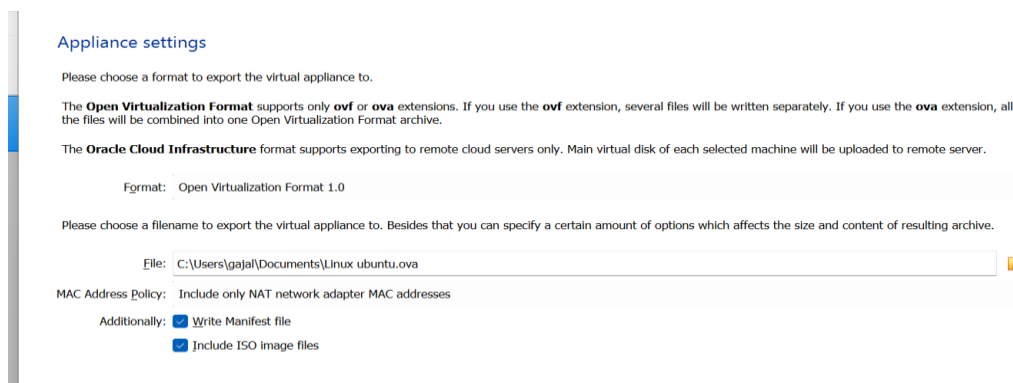 Appliance settings
Please choose a format to export the virtual appliance to.
The Open Virtualization Format supports only ovf or ova extensions. If you use the ovf extension, several files will be written separately. If you use the ova extension, all
the files will be combined into one Open Virtualization Format archive.
The Oracle Cloud Infrastructure format supports exporting to remote cloud servers only. Main virtual disk of each selected machine will be uploaded to remote server.
Format: Open Virtualization Format 1.0
Please choose a filename to export the virtual appliance to. Besides that you can specify a certain amount of options which affects the size and content of resulting archive.
File: C:\Users\gajal\Documents\Linux ubuntu.ova
MAC Address Policy: Include only NAT network adapter MAC addresses
Additionally: Write Manifest file
Include ISO image files